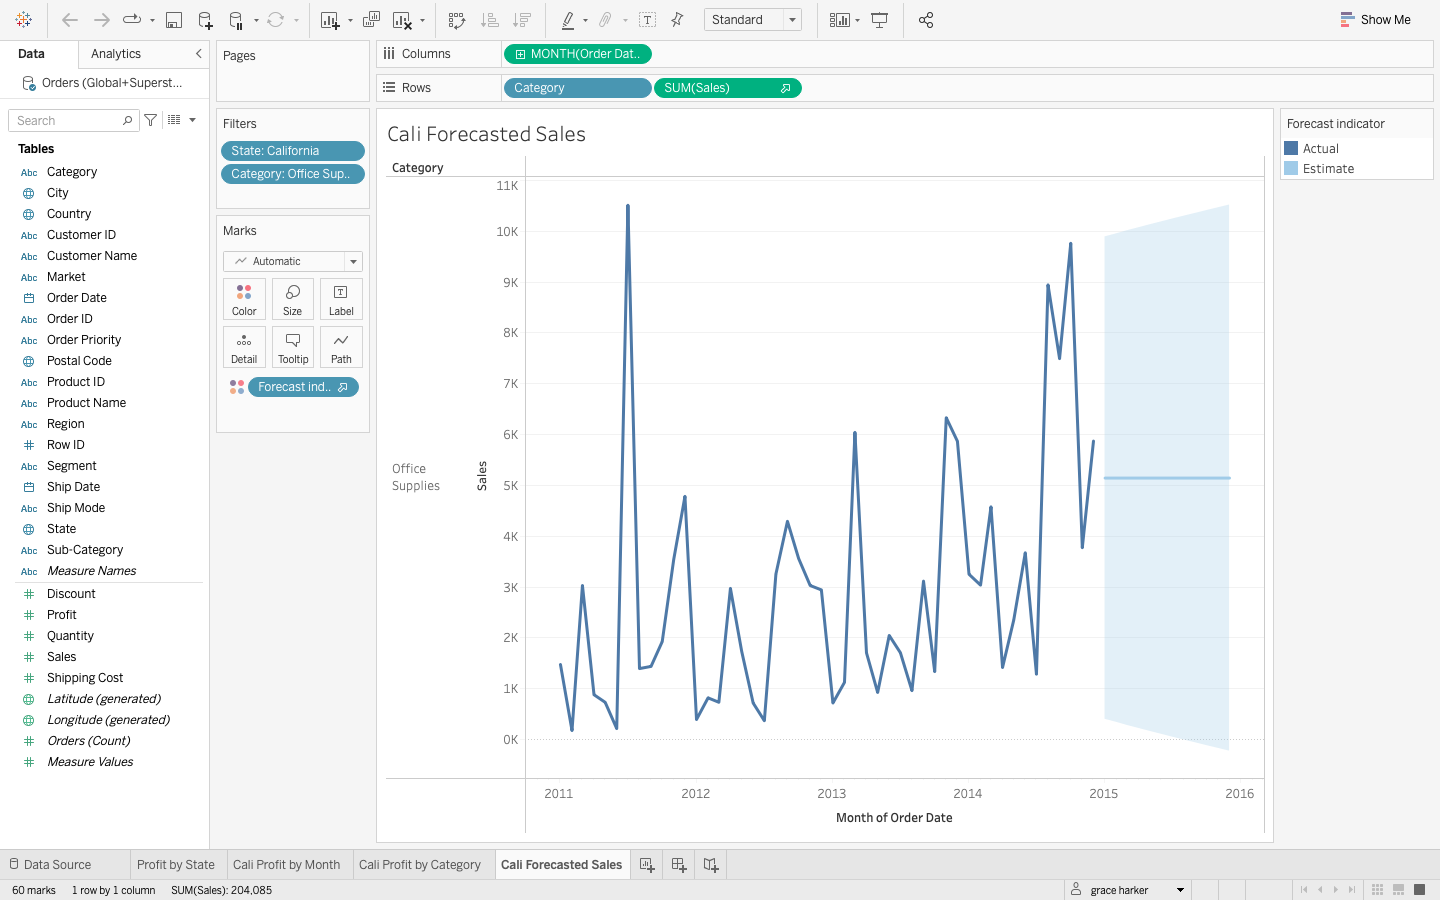 Standard
Show Me
Data
Analytics
Orders (Global+Superst...
Search
Tables
Abc Category
City
Country
Abc Customer ID
Abc Customer Name
Abc Market
Order Date
Abc Order ID
Abc Order Priority
Postal Code
Abc Product ID
Abc Product Name
Abc Region
Row ID
Abc Segment
Ship Date
Abc Ship Mode
State
Abc Sub-Category
Abc Measure Names
Discount
Profit
Quantity
Sales
Shipping Cost
Latitude (generated)
Longitude (generated)
Orders (Count)
Measure Values
Pages
Filters
State: California
Category: Office Sup..
Marks
Automatic
Color
Size
Label
Detail
Tooltip
Path
Forecast ind..
Columns
MONTH(Order Dat..
Rows
Category
SUM(Sales)
Cali Forecasted Sales
Category
Office
Supplies
Sales
11K
10K
9K
8K
7K
6K
5K
4K
3K
2K
1K
0K
2011
2012
2013
2014
2015
2016
Month of Order Date
Forecast indicator
Actual
Estimate
Data Source
Profit by State
Cali Profit by Month
Cali Profit by Category
Cali Forecasted Sales
60 marks
1 row by 1 column
SUM(Sales): 204,085
grace harker